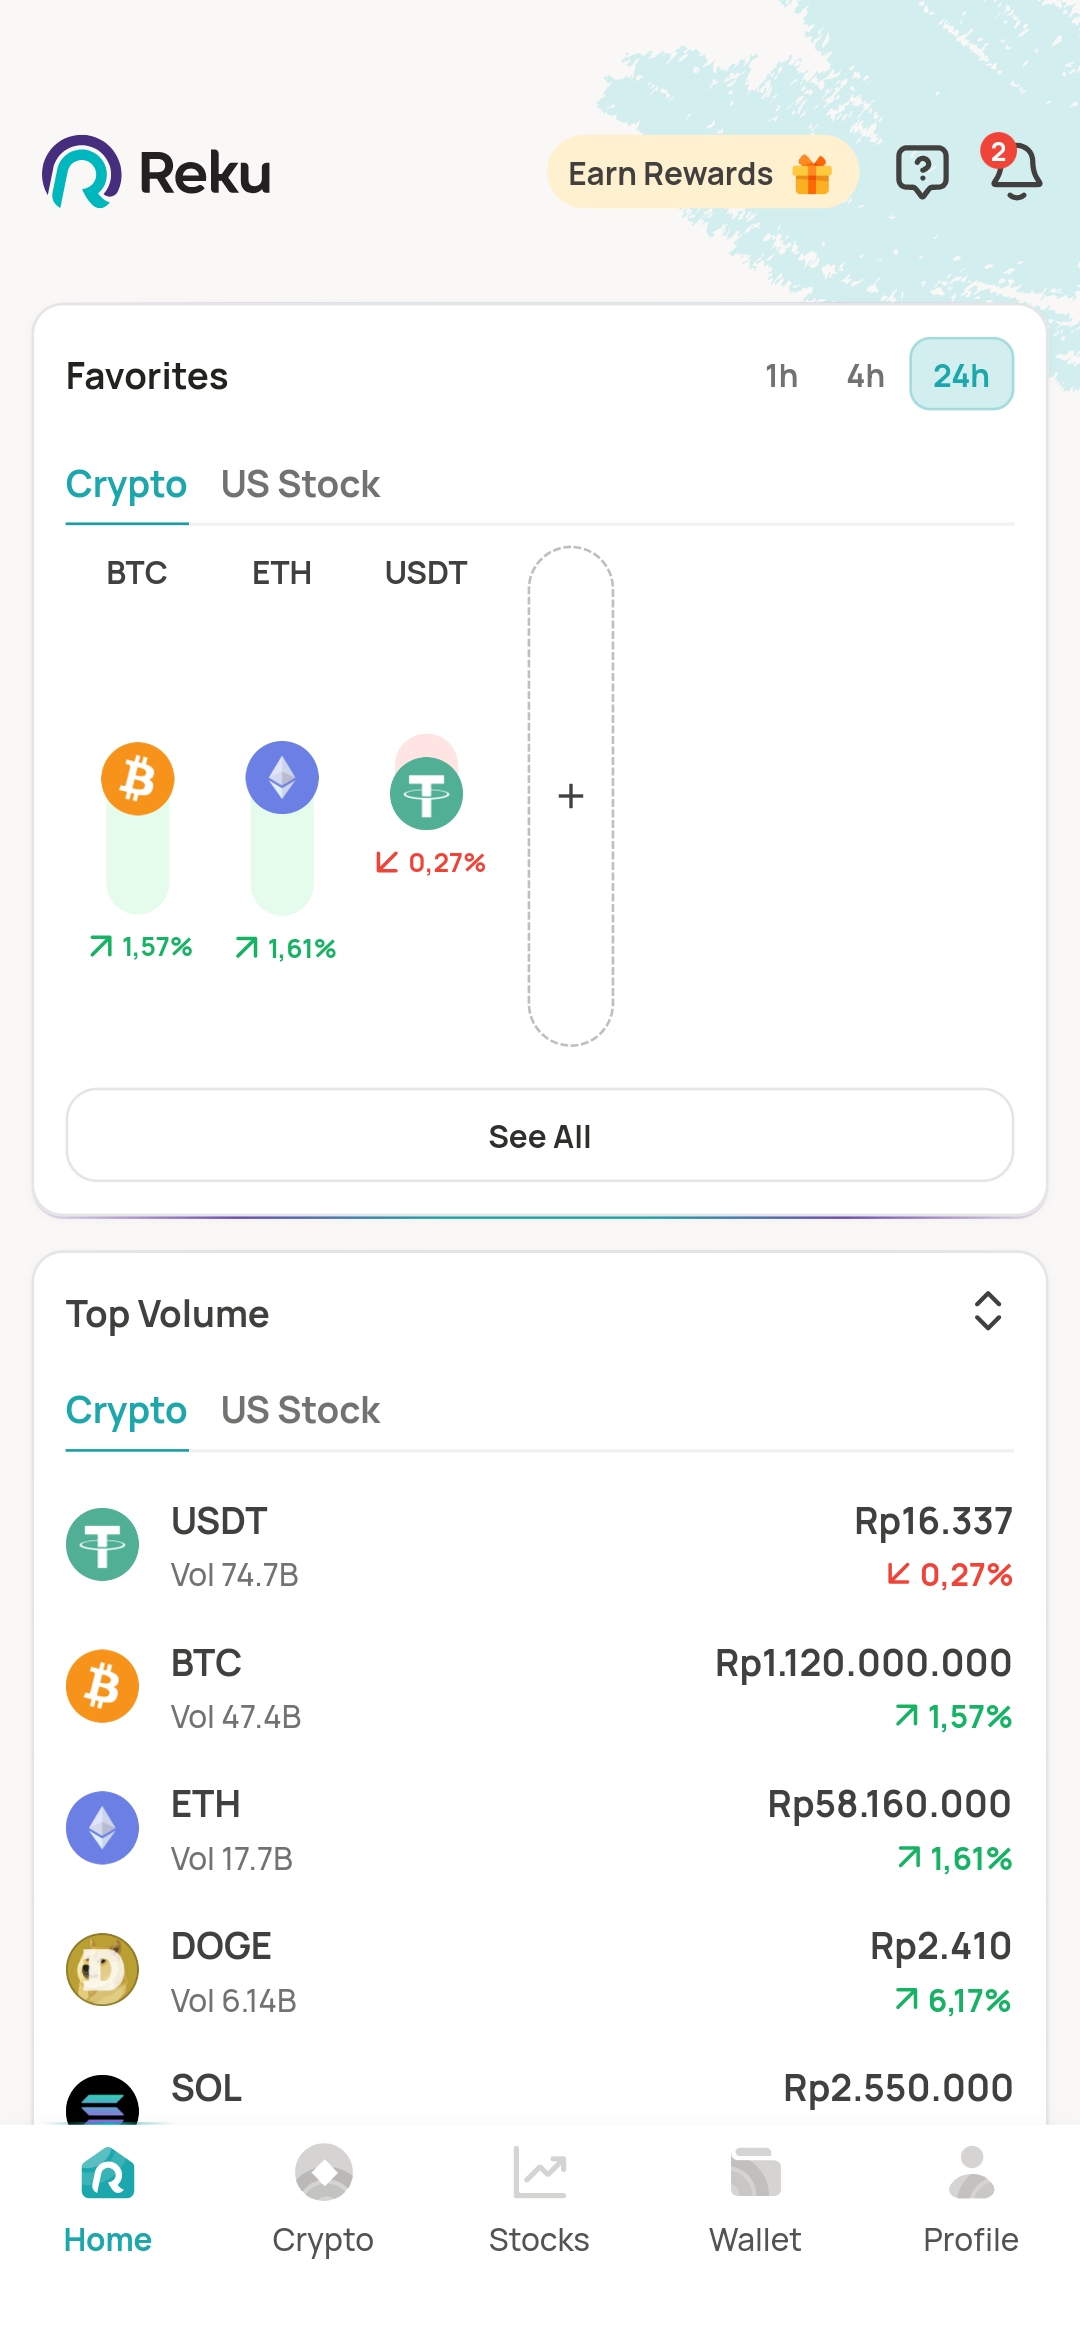 Reku
Earn Rewards
2
Favorites
1h 4h 24h
Crypto US Stock
BTC ETH USDT
+
0,27%
1,57% 1,61%
See All
Top Volume
Crypto US Stock
USDT Rp16.337
Vol 74.7B 0,27%
BTC Rp1.120.000.000
Vol 47.4B 1,57%
ETH Rp58.160.000
Vol 17.7B 1,61%
DOGE Rp2.410
Vol 6.14B 6,17%
SOL Rp2.550.000
Home Crypto Stocks Wallet Profile